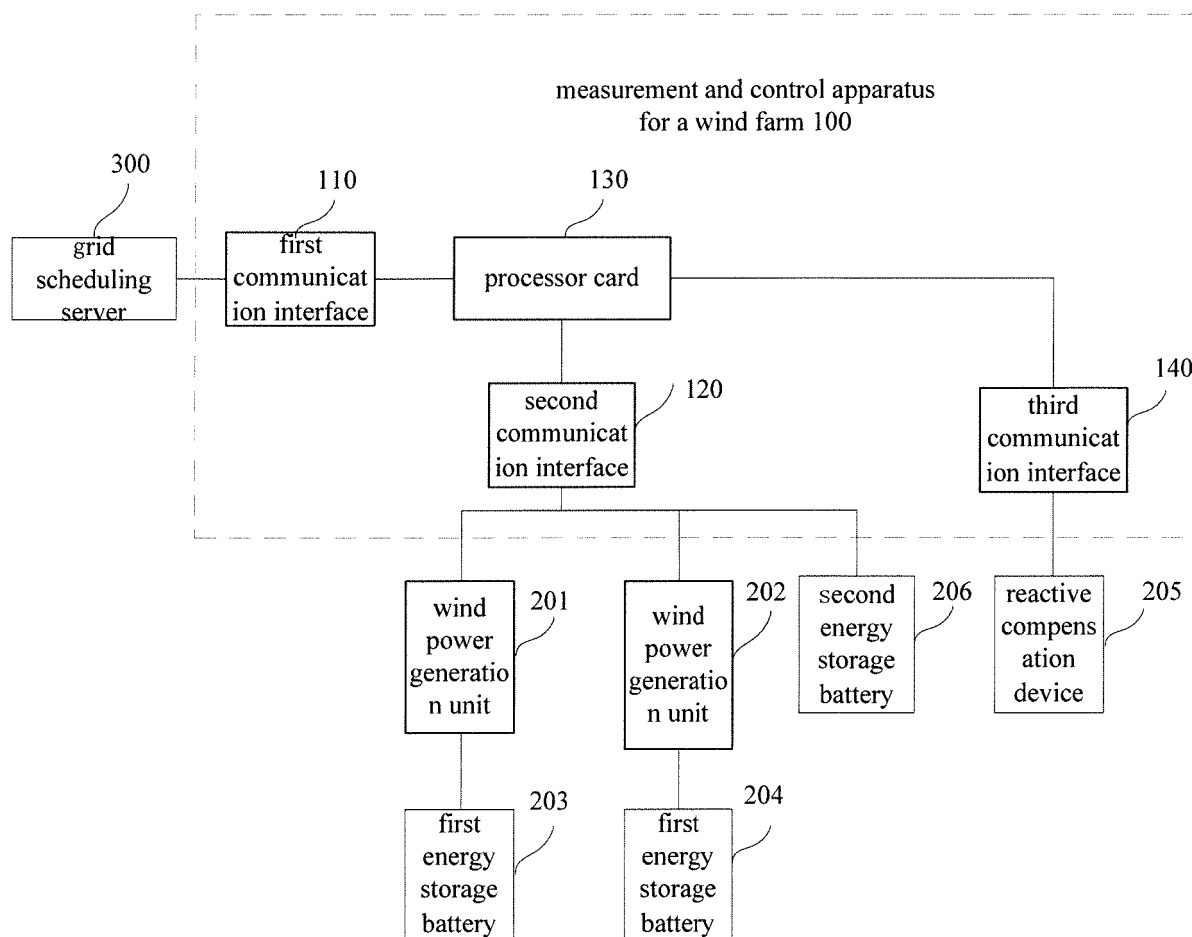 measurement and control apparatus
for a wind farm 100
300
110
130
grid
scheduling
server
first
communicat
ion interface
processor card
120
140
second
communicat
ion interface
third
communicat
ion interface
201
202
206
205
wind
power
generatio
n unit
wind
power
generatio
n unit
second
energy
storage
battery
reactive
compens
ation
device
203
204
first
energy
storage
battery
first
energy
storage
battery